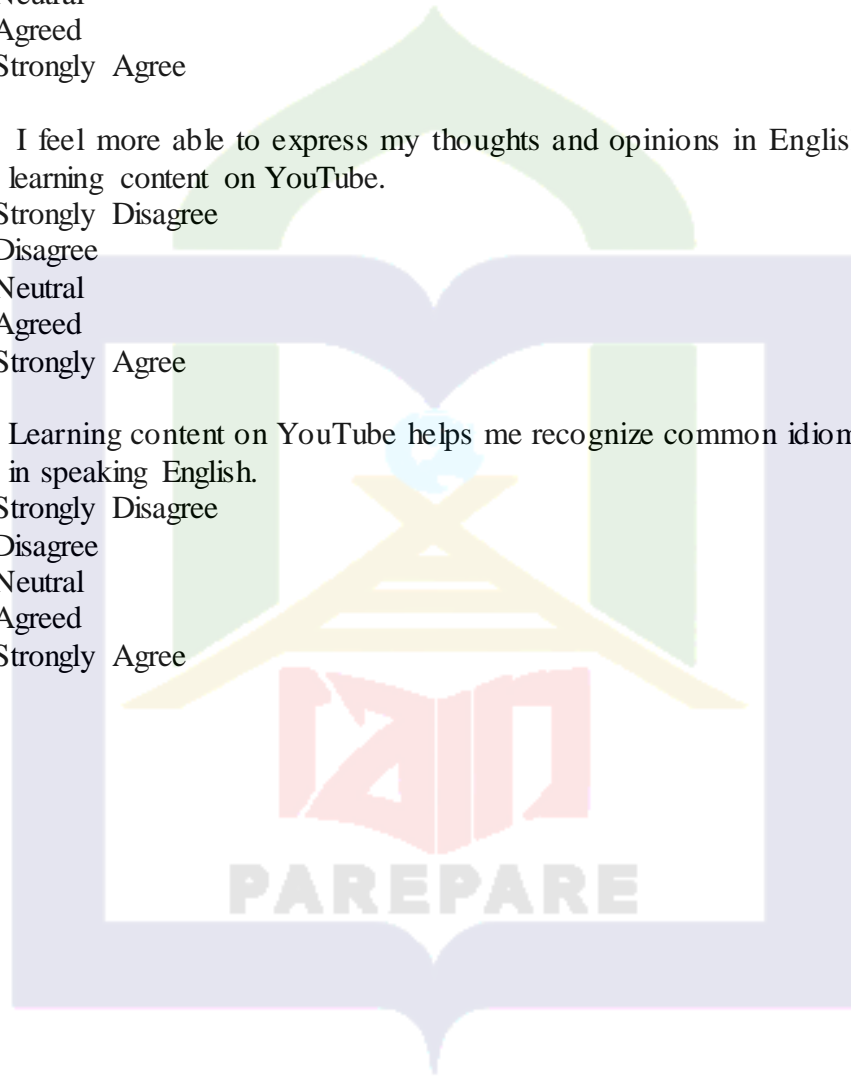 Neutral
Agreed
Strongly Agree
I feel more able to express my thoughts and opinions in Englis
learning content on YouTube.
Strongly Disagree
Disagree
Neutral
Agreed
Strongly Agree
Learning content on YouTube helps me recognize common idiom
in speaking English.
Strongly Disagree
Disagree
Neutral
Agreed
Strongly Agree
IAIN
PAREPARE